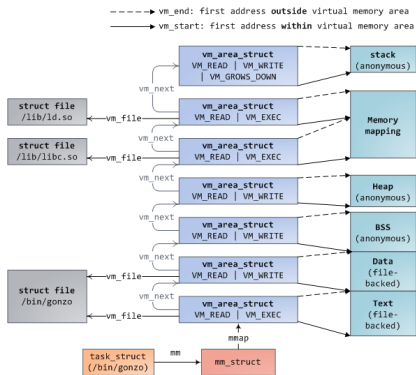 vm_end: first address outside virtual memory area
vm_start: first address within virtual memory area
vm_area_struct
VM_READ | VM_WRITE
| VM_GROWS_DOWN
stack
(anonymous)
vm_next
struct file
/lib/ld.so
vm_file
vm_area_struct
VM_READ | VM_EXEC
Memory
mapping
vm_next
struct file
/lib/libc.so
vm_file
vm_area_struct
VM_READ | VM_EXEC
vm_next
vm_area_struct
VM_READ | VM_WRITE
Heap
(anonymous)
vm_next
vm_area_struct
VM_READ | VM_WRITE
BSS
(anonymous)
vm_next
struct file
/bin/gonzo
vm_file
vm_area_struct
VM_READ | VM_WRITE
Data
(file-
backed)
vm_next
vm_file
vm_area_struct
VM_READ | VM_EXEC
Text
(file-
backed)
mmap
task_struct
(/bin/gonzo)
mm
mm_struct